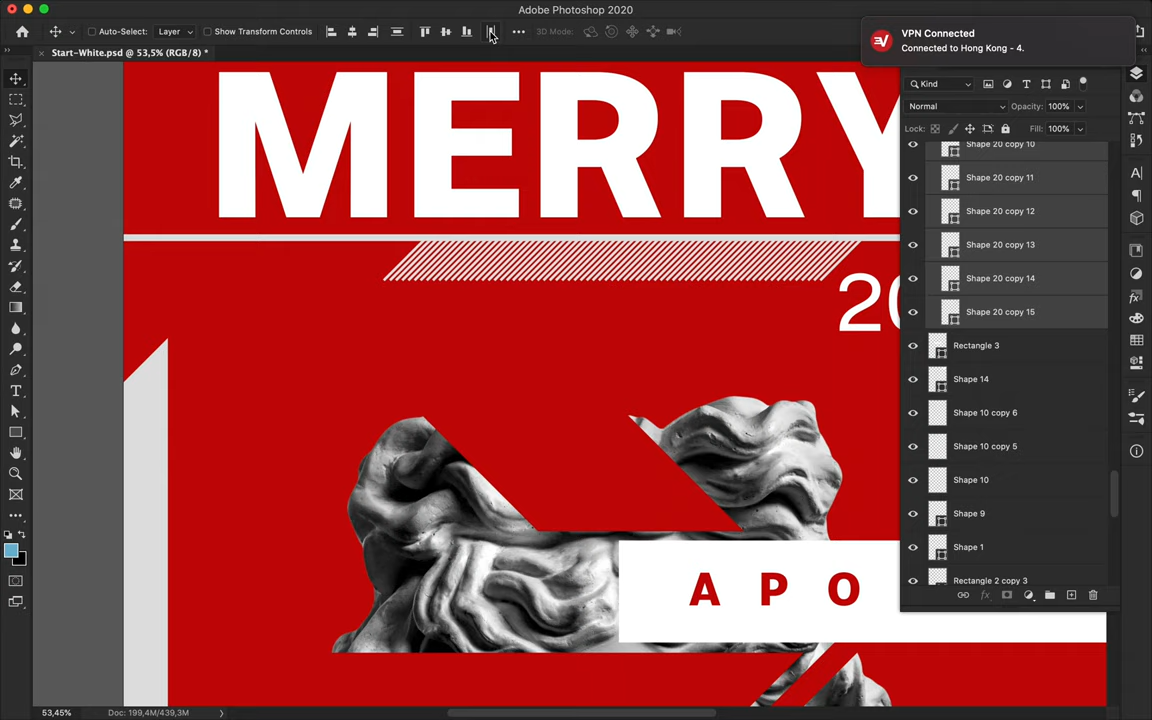 Adobe Photoshop 2020
Auto-Select:
Layer
Show Transform Controls
3D Mode:
VPN Connected
Connected to Hong Kong - 4.
Start-White.psd @ 53,5% (RGB/8) *
Kind
Normal
Opacity: 100%
Lock:
Fill: 100%
Shape 20 copy 10
Shape 20 copy 11
Shape 20 copy 12
Shape 20 copy 13
Shape 20 copy 14
Shape 20 copy 15
Rectangle 3
Shape 14
Shape 10 copy 6
Shape 10 copy 5
Shape 10
Shape 9
Shape 1
Rectangle 2 copy 3
MERRY
20
A P O
53,45%
Doc: 199,4M/439,3M